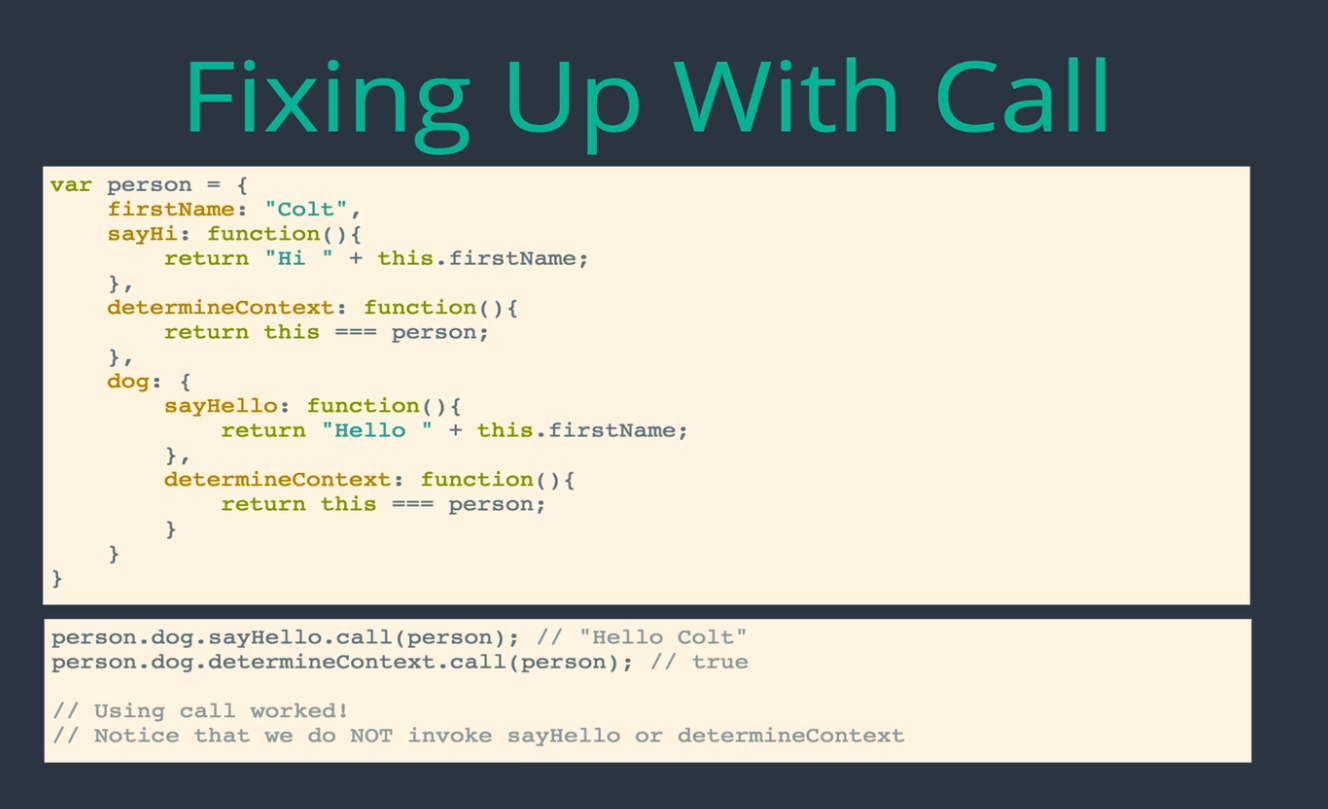 Fixing Up With Call
var person = {
    firstName: "Colt",
    sayHi: function(){
        return "Hi " + this.firstName;
    },
    determineContext: function(){
        return this === person;
    },
    dog: {
        sayHello: function(){
            return "Hello " + this.firstName;
        },
        determineContext: function(){
            return this === person;
        }
    }
}
person.dog.sayHello.call(person); // "Hello Colt"
person.dog.determineContext.call(person); // true
// Using call worked!
// Notice that we do NOT invoke sayHello or determineContext